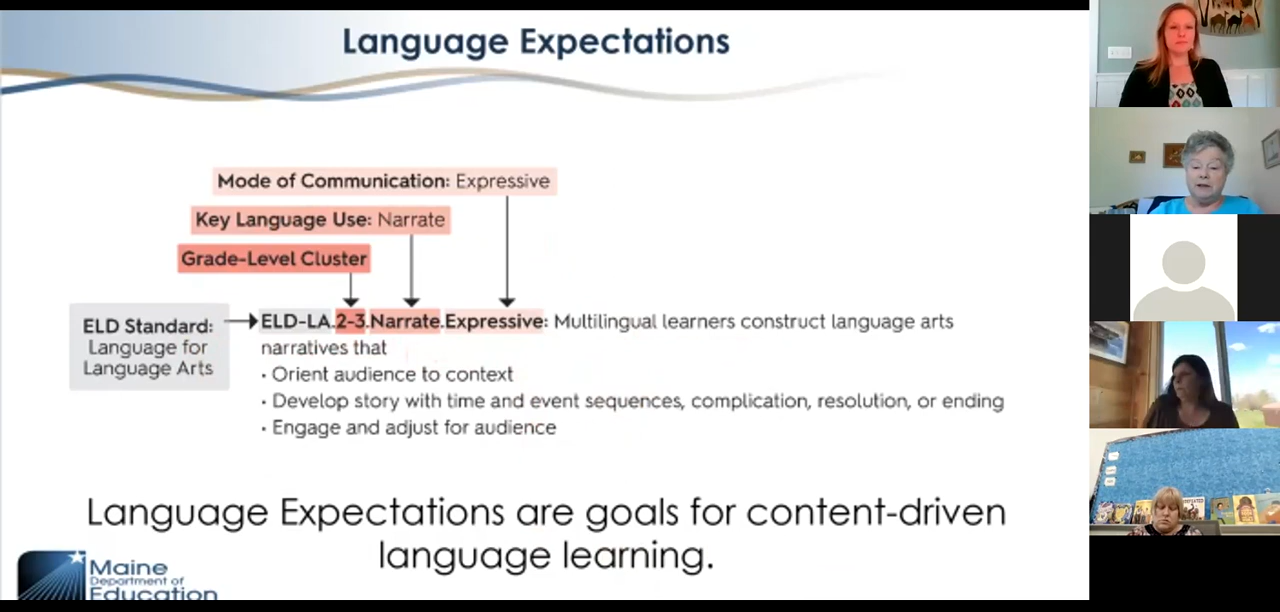 Language Expectations
Mode of Communication: Expressive
Key Language Use: Narrate
Grade-Level Cluster
ELD Standard:
Language for
Language Arts
ELD-LA.2-3.Narrate.Expressive: Multilingual learners construct language arts
narratives that
· Orient audience to context
· Develop story with time and event sequences, complication, resolution, or ending
· Engage and adjust for audience
Language Expectations are goals for content-driven
language learning.
Maine
Department of
Education